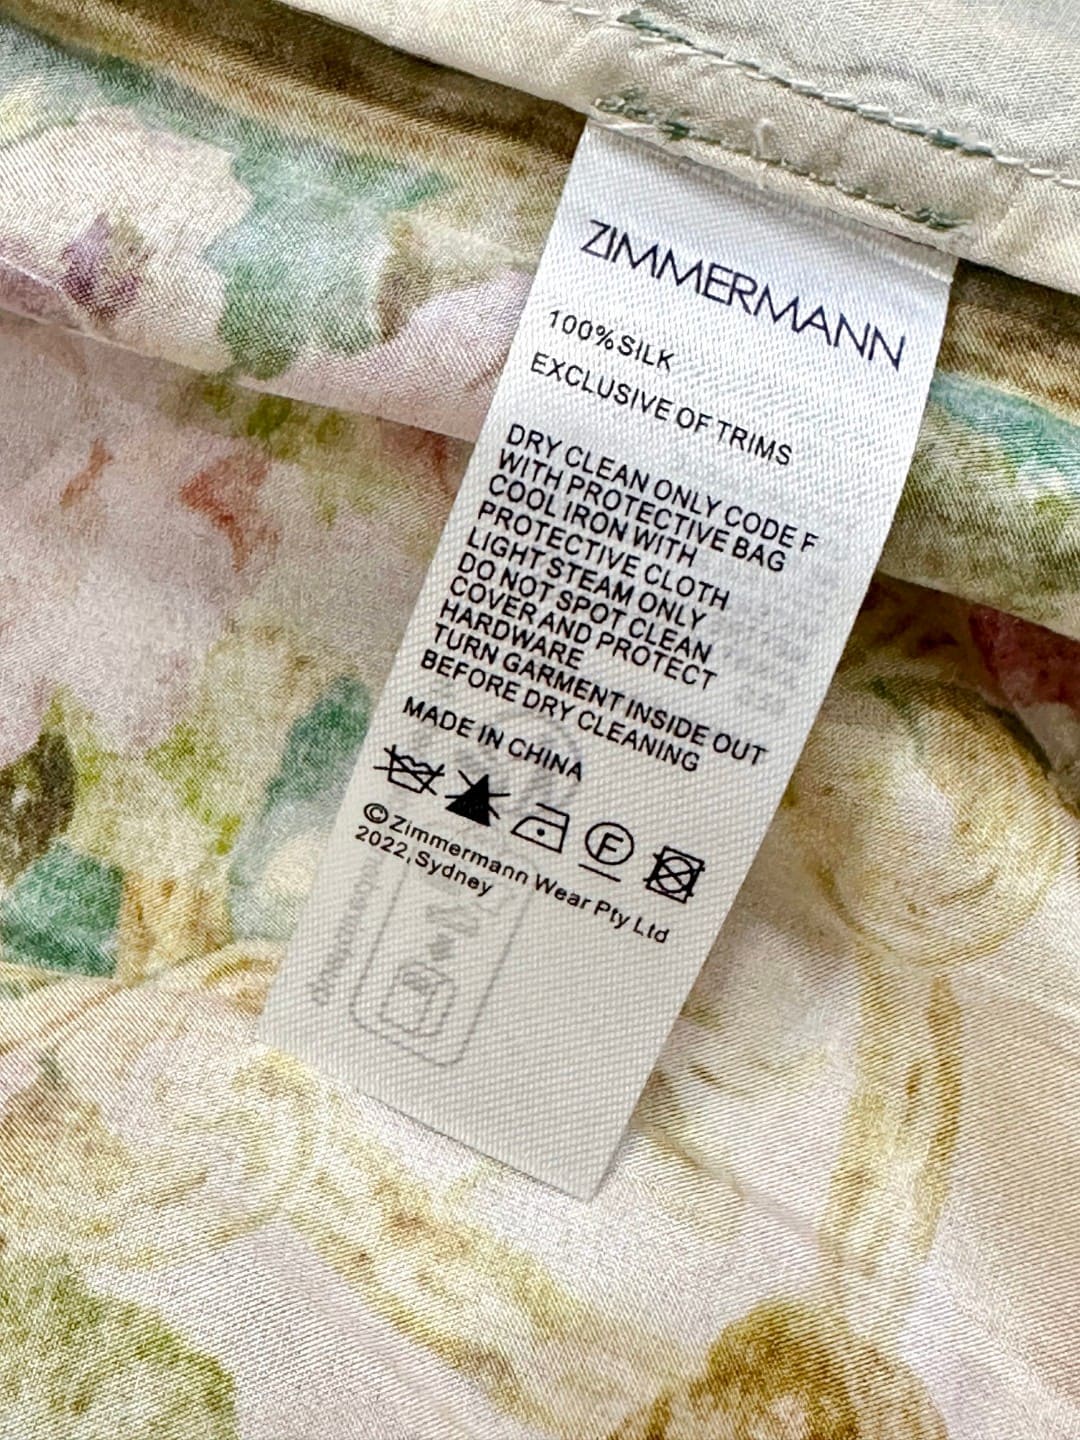 ZIMMERMANN
100%SILK
EXCLUSIVE OF TRIMS
DRY CLEAN ONLY CODE F
WITH PROTECTIVE BAG
COOL IRON WITH
PROTECTIVE CLOTH
LIGHT STEAM ONLY
DO NOT SPOT CLEAN
COVER AND PROTECT
HARDWARE
TURN GARMENT INSIDE OUT
BEFORE DRY CLEANING
MADE IN CHINA
F
©Zimmermann Wear Pty Ltd
2022,Sydney